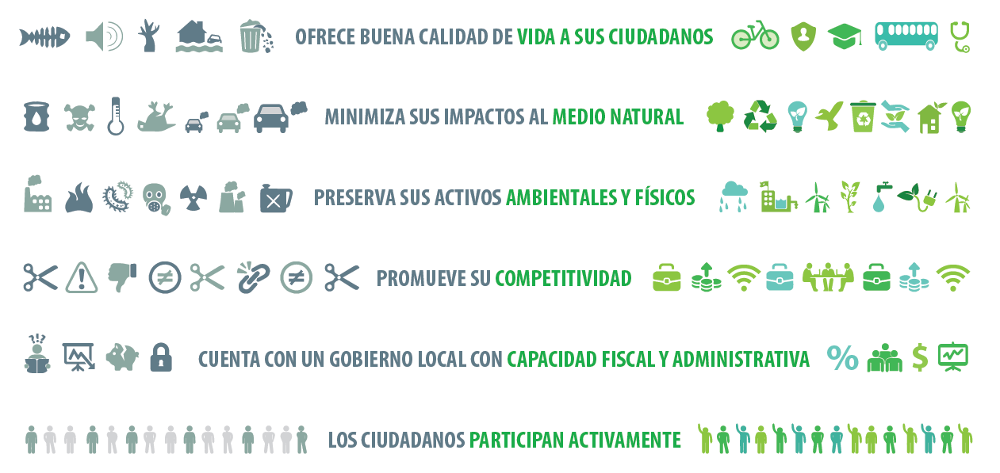 OFRECE BUENA CALIDAD DE VIDA A SUS CIUDADANOS
MINIMIZA SUS IMPACTOS AL MEDIO NATURAL
PRESERVA SUS ACTIVOS AMBIENTALES Y FÍSICOS
PROMUEVE SU COMPETITIVIDAD
CUENTA CON UN GOBIERNO LOCAL CON CAPACIDAD FISCAL Y ADMINISTRATIVA
LOS CIUDADANOS PARTICIPAN ACTIVAMENTE